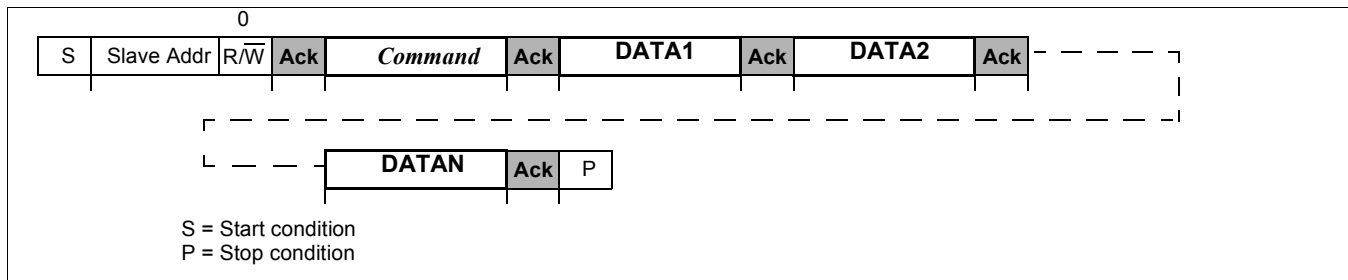 0
S Slave Addr R/W̅ Ack Command Ack DATA1 Ack DATA2 Ack
DATAN Ack P
S = Start condition
P = Stop condition